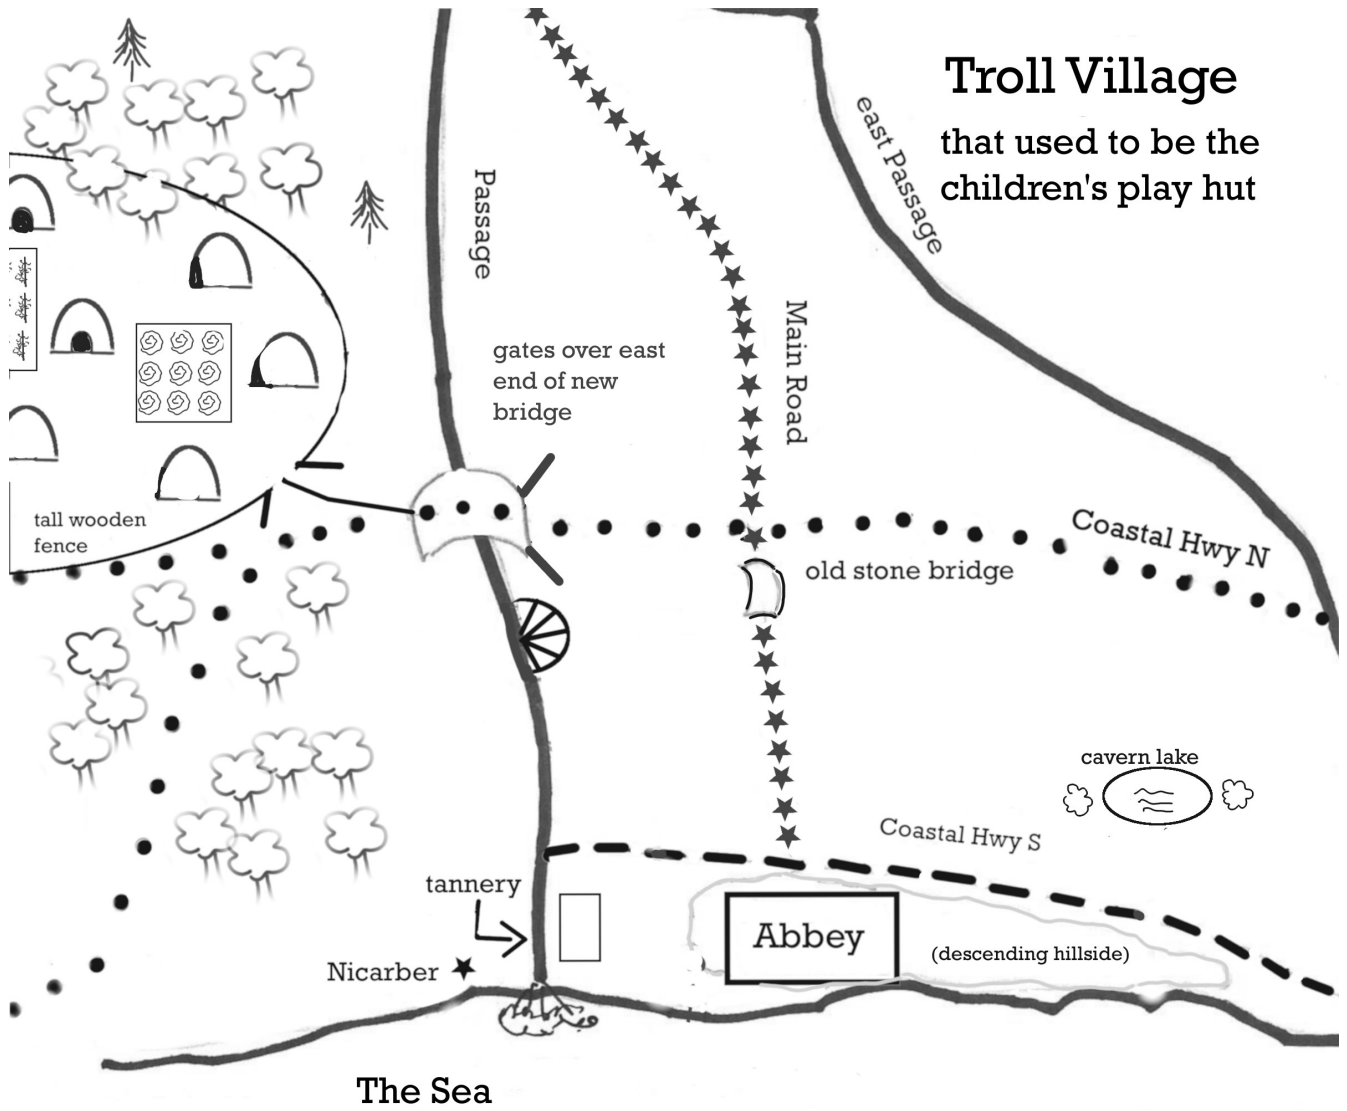 Troll Village
that used to be the
children's play hut
east Passage
Passage
Main Road
gates over east
end of new
bridge
tall wooden
fence
Coastal Hwy N
old stone bridge
cavern lake
Coastal Hwy S
tannery
Abbey
(descending hillside)
Nicarber
The Sea